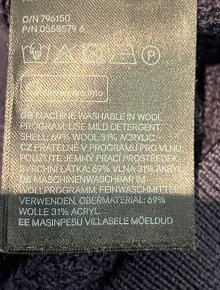 O/N 796150
P/N D558579 6
GB MACHINE WASHABLE IN WOOL
PROGRAM: USE MILD DETERGENT.
SHELL: 69% WOOL 31% ACRYLIC.
CZ PRATELNÉ V PROGRAMU PRO VLNU
POUŽIJTE JEMNÝ PRACÍ PROSTŘEDEK.
SVRCHNÍ LÁTKA: 69% VLNA 31% AKRYL.
DE MASCHINENWASCHBAR IM
WOLLPROGRAMM: FEINWASCHMITTEL
VERWENDEN. OBERMATERIAL: 69%
WOLLE 31% ACRYL.
EE MASINPESU VILLASELE MÕELDUD